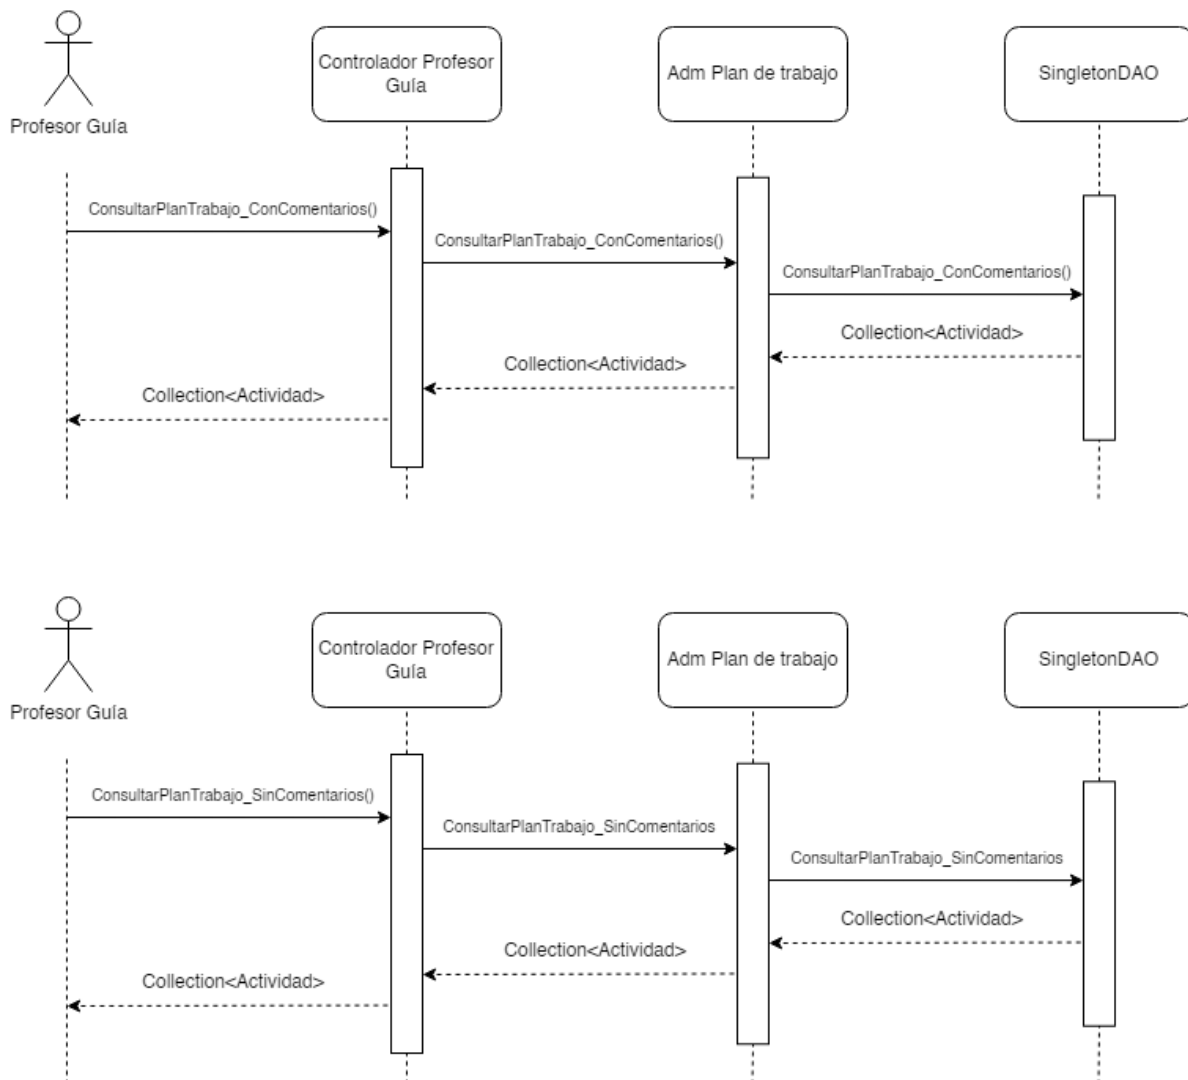 Profesor Guía
Controlador Profesor
Guía
Adm Plan de trabajo
SingletonDAO
ConsultarPlanTrabajo_ConComentarios()
ConsultarPlanTrabajo_ConComentarios()
ConsultarPlanTrabajo_ConComentarios()
Collection<Actividad>
Collection<Actividad>
Collection<Actividad>
Profesor Guía
Controlador Profesor
Guía
Adm Plan de trabajo
SingletonDAO
ConsultarPlanTrabajo_SinComentarios()
ConsultarPlanTrabajo_SinComentarios
ConsultarPlanTrabajo_SinComentarios
Collection<Actividad>
Collection<Actividad>
Collection<Actividad>